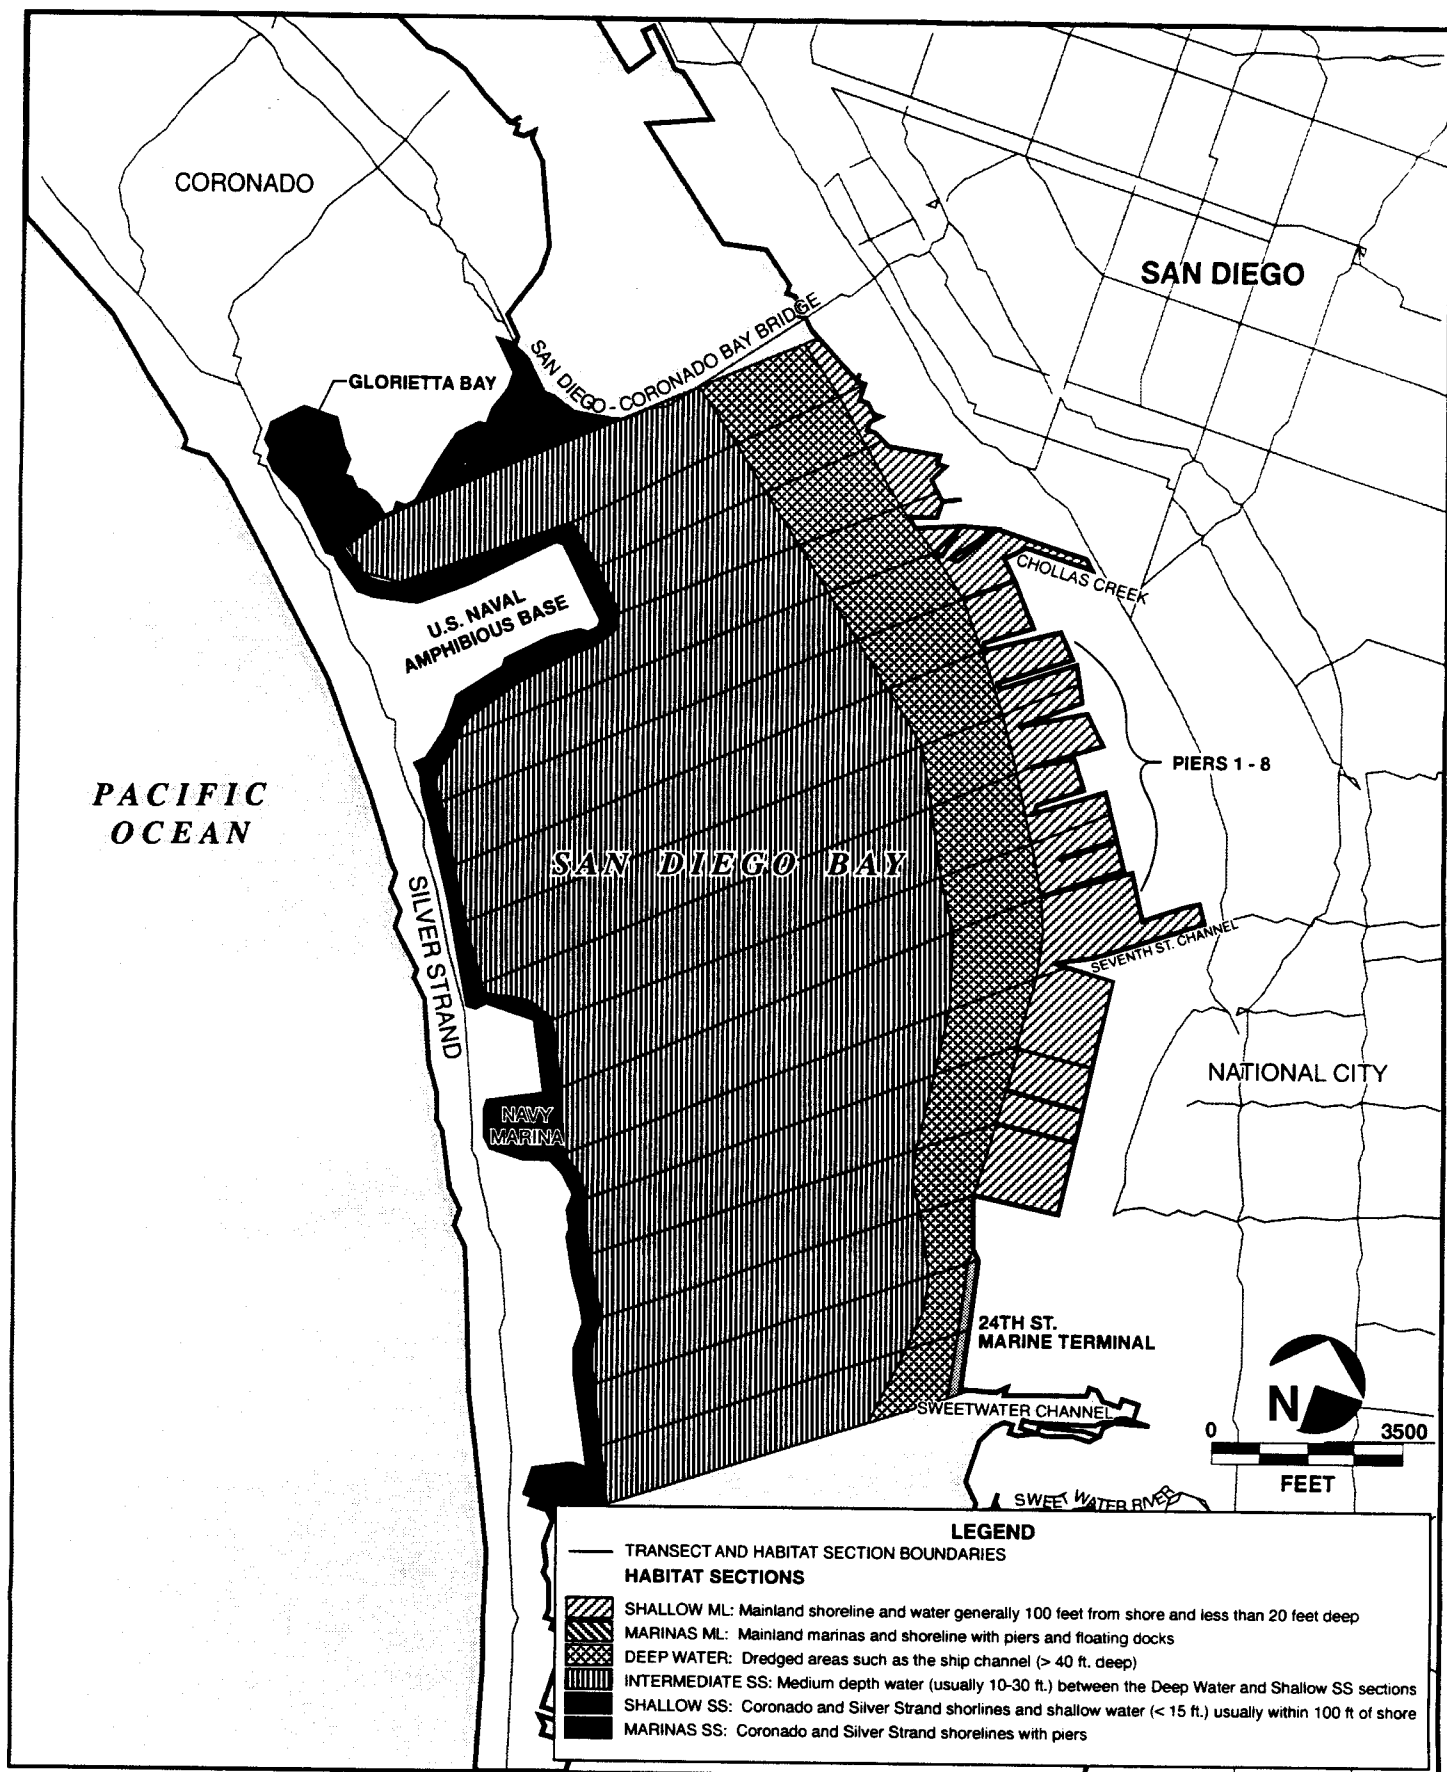 CORONADO
SAN DIEGO
SAN DIEGO - CORONADO BAY BRIDGE
GLORIETTA BAY
CHOLLAS CREEK
U.S. NAVAL
AMPHIBIOUS BASE
PIERS 1 - 8
PACIFIC
OCEAN
SAN DIEGO BAY
SILVER STRAND
SEVENTH ST. CHANNEL
NATIONAL CITY
NAVY
MARINA
24TH ST.
MARINE TERMINAL
SWEETWATER CHANNEL
N
0 3500
FEET
SWEET WATER RIVER
LEGEND
TRANSECT AND HABITAT SECTION BOUNDARIES
HABITAT SECTIONS
SHALLOW ML: Mainland shoreline and water generally 100 feet from shore and less than 20 feet deep
MARINAS ML: Mainland marinas and shoreline with piers and floating docks
DEEP WATER: Dredged areas such as the ship channel (> 40 ft. deep)
INTERMEDIATE SS: Medium depth water (usually 10-30 ft.) between the Deep Water and Shallow SS sections
SHALLOW SS: Coronado and Silver Strand shorlines and shallow water (< 15 ft.) usually within 100 ft of shore
MARINAS SS: Coronado and Silver Strand shorelines with piers